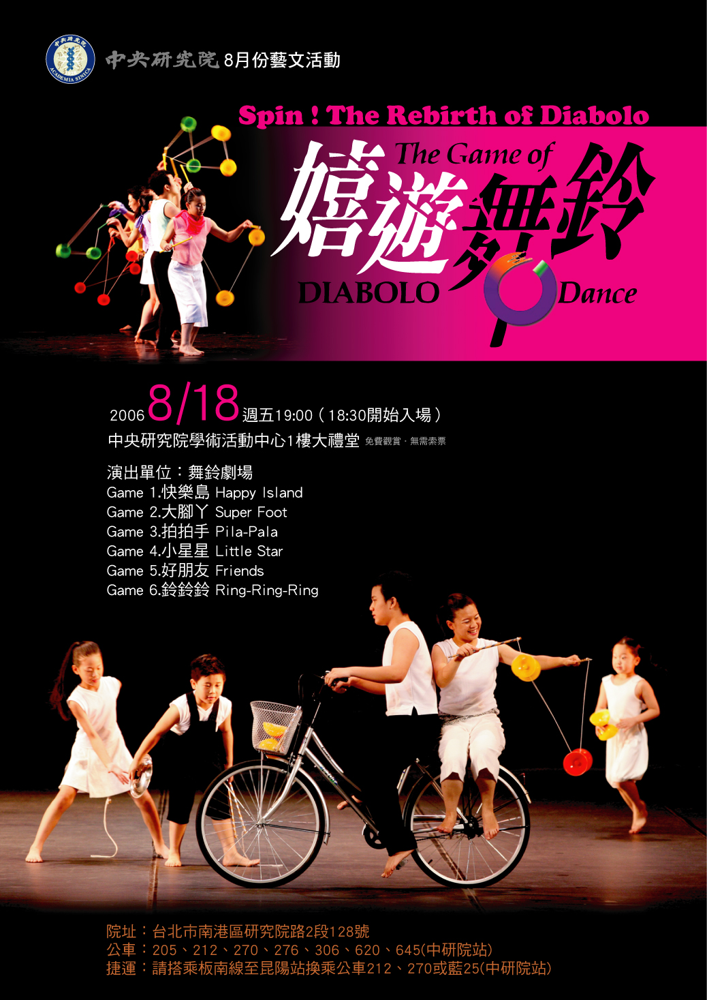 中央研究院
ACADEMIA SINICA
中央研究院 8月份藝文活動
Spin ! The Rebirth of Diabolo
The Game of
嬉遊舞鈴
DIABOLO Dance
2006 8/18 週五19:00（18:30開始入場）
中央研究院學術活動中心1樓大禮堂 免費觀賞‧無需索票
演出單位：舞鈴劇場
Game 1.快樂島 Happy Island
Game 2.大腳丫 Super Foot
Game 3.拍拍手 Pila-Pala
Game 4.小星星 Little Star
Game 5.好朋友 Friends
Game 6.鈴鈴鈴 Ring-Ring-Ring
院址：台北市南港區研究院路2段128號
公車：205、212、270、276、306、620、645(中研院站)
捷運：請搭乘板南線至昆陽站換乘公車212、270或藍25(中研院站)